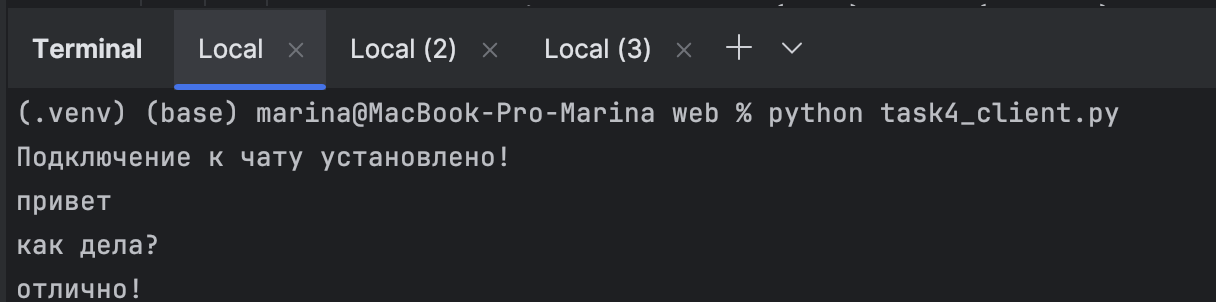 Terminal Local × Local (2) × Local (3) × +
(.venv) (base) marina@MacBook-Pro-Marina web % python task4_client.py
Подключение к чату установлено!
привет
как дела?
отлично!